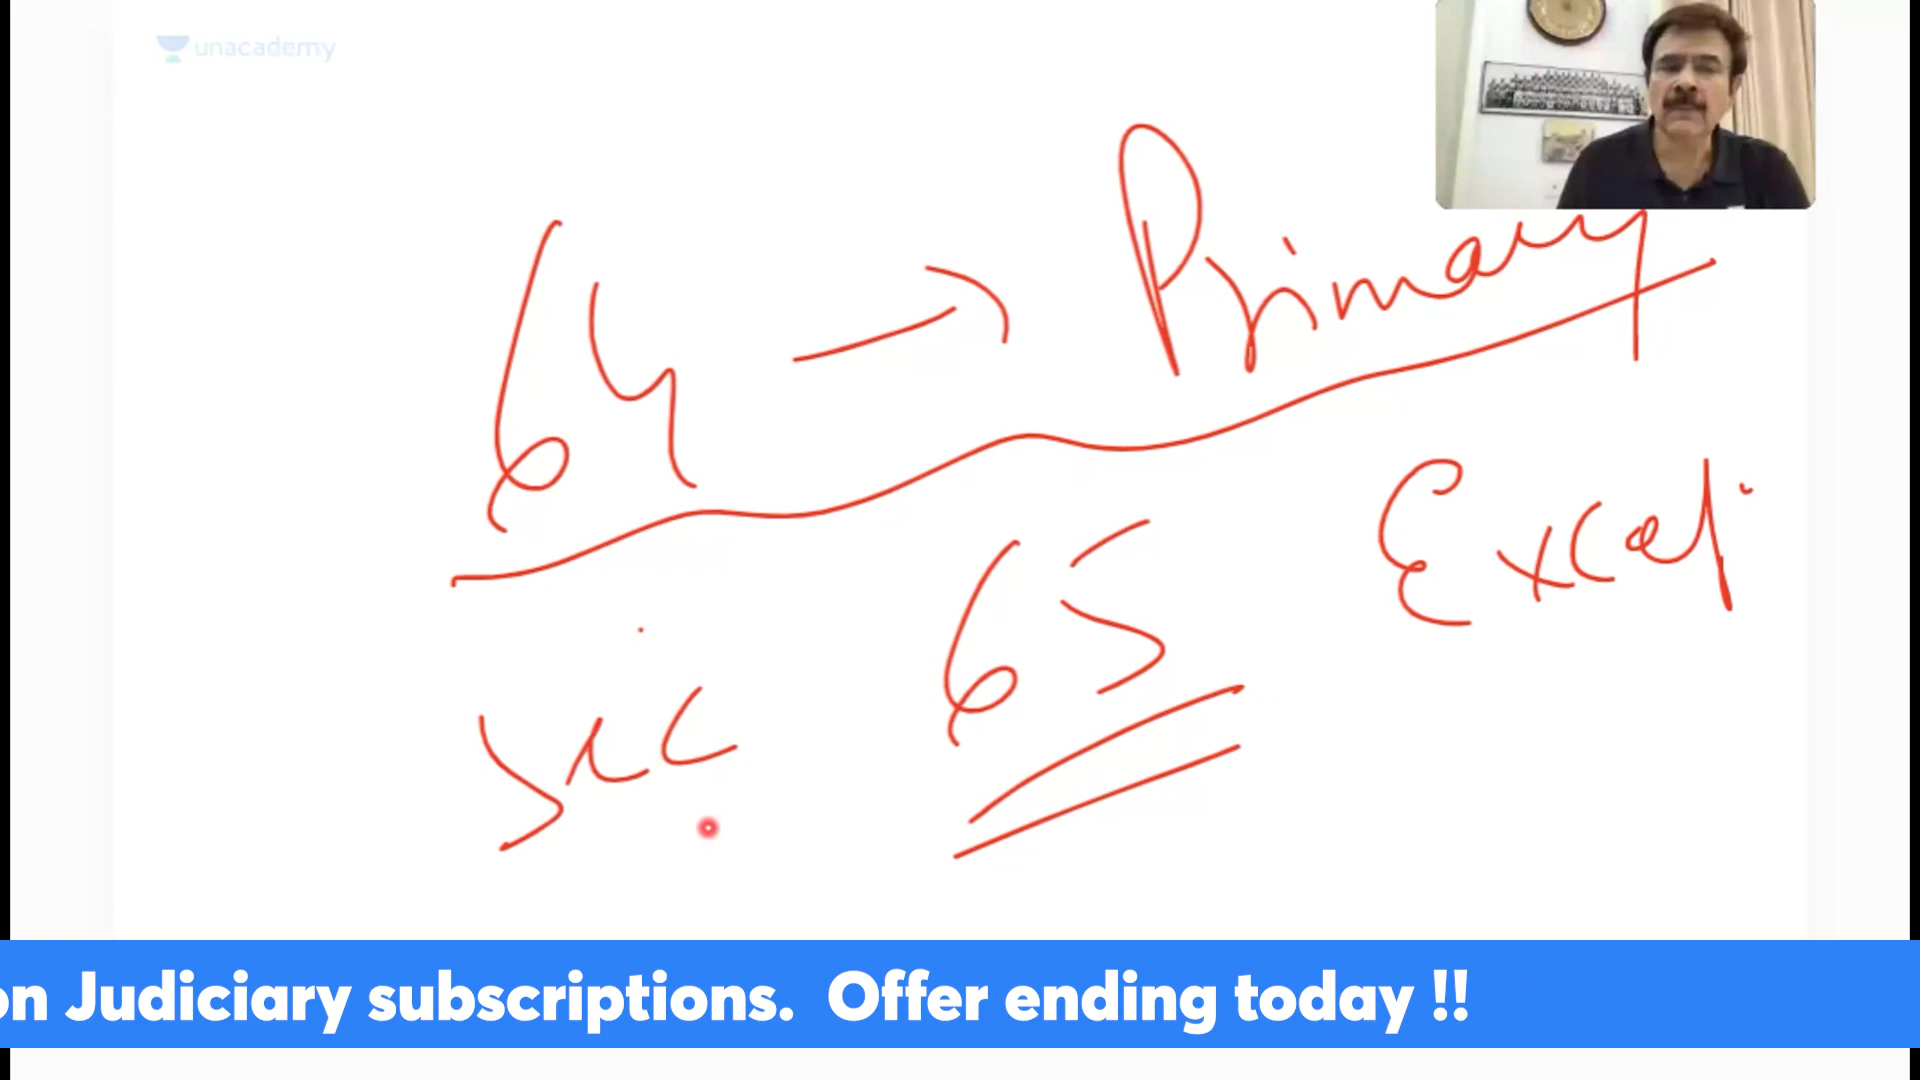 unacademy
64 → Primary
Sec 65 Excep.
on Judiciary subscriptions. Offer ending today !!